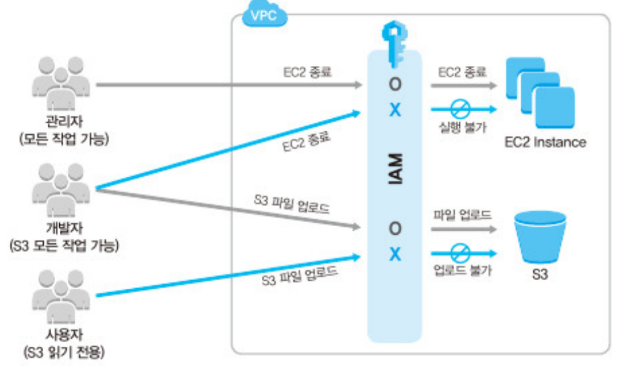 VPC
EC2 종료
O
EC2 종료
관리자
(모든 작업 가능)
X
실행 불가
EC2 Instance
EC2 종료
IAM
개발자
(S3 모든 작업 가능)
S3 파일 업로드
O
파일 업로드
X
업로드 불가
S3
S3 파일 업로드
사용자
(S3 읽기 전용)